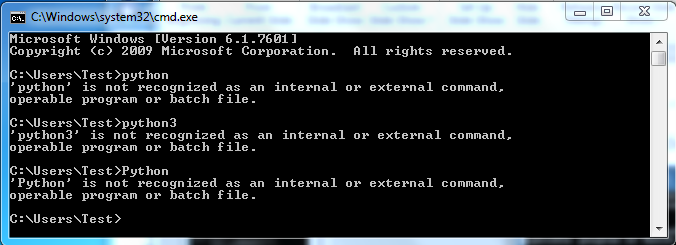 C:\Windows\system32\cmd.exe
Microsoft Windows [Version 6.1.7601]
Copyright (c) 2009 Microsoft Corporation.  All rights reserved.
C:\Users\Test>python
'python' is not recognized as an internal or external command,
operable program or batch file.
C:\Users\Test>python3
'python3' is not recognized as an internal or external command,
operable program or batch file.
C:\Users\Test>Python
'Python' is not recognized as an internal or external command,
operable program or batch file.
C:\Users\Test>